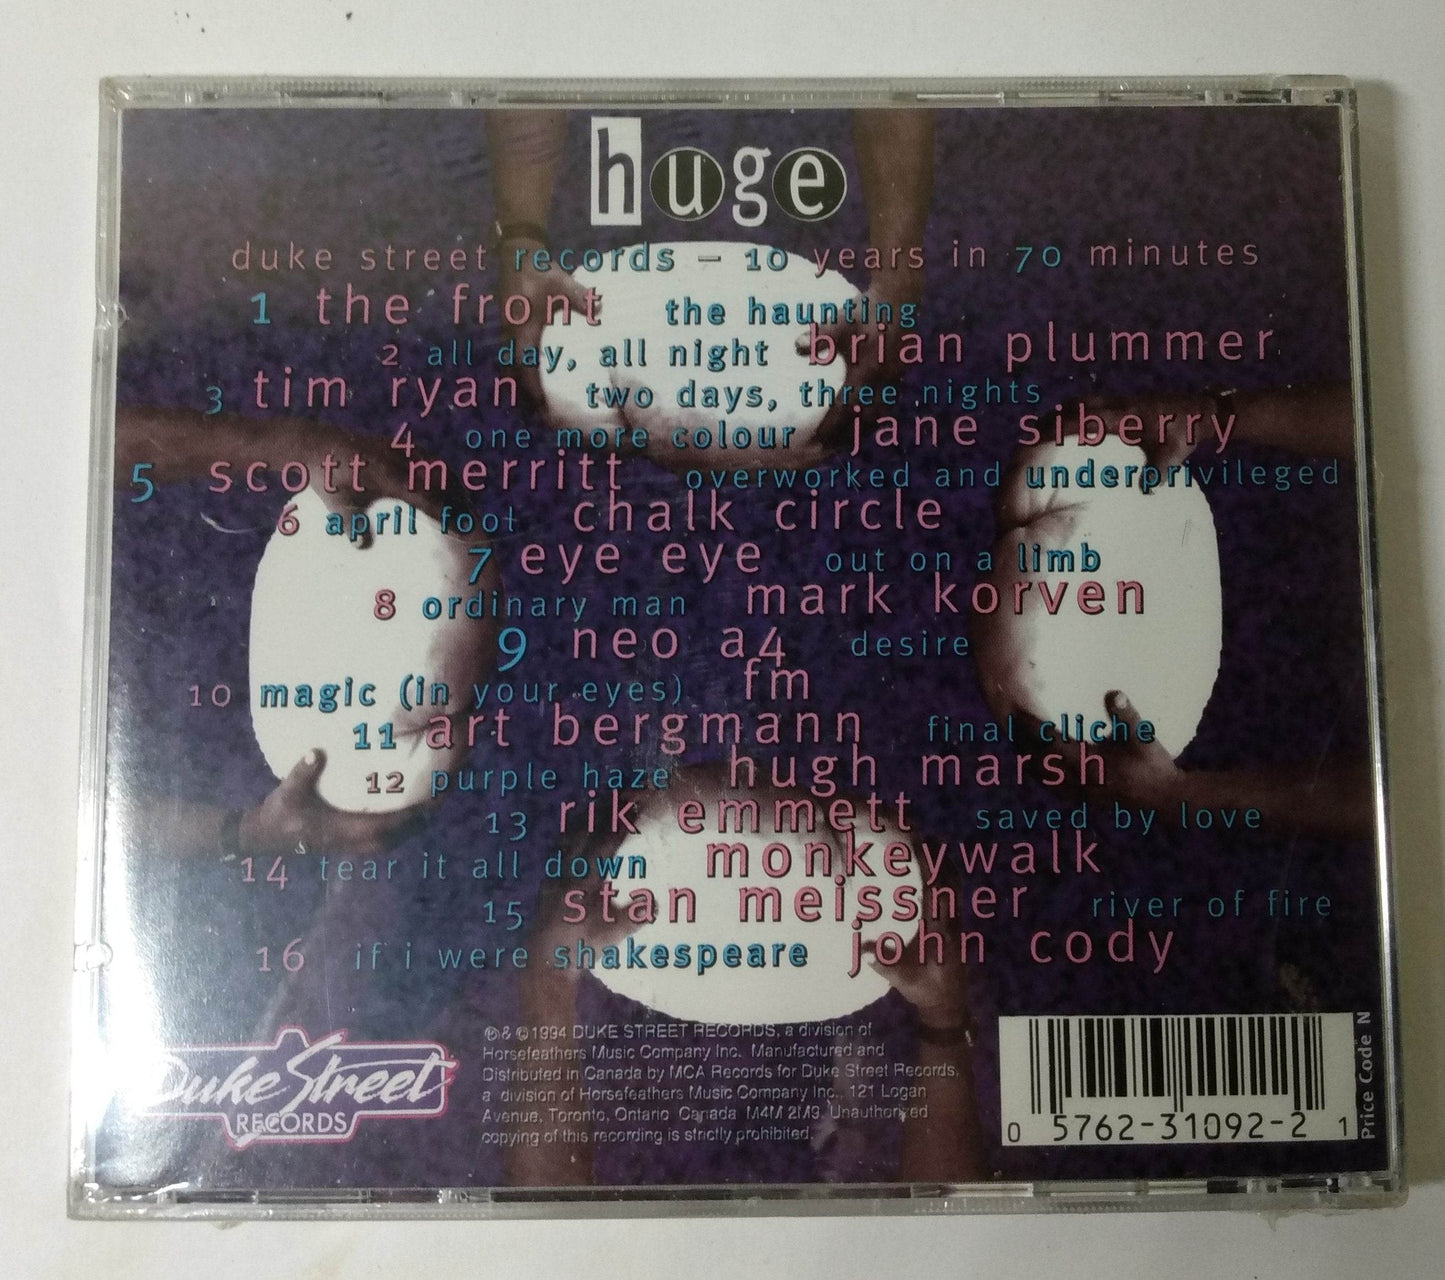 huge
duke street records – 10 years in 70 minutes
1 the front the haunting
2 all day, all night brian plummer
3 tim ryan two days, three nights
4 one more colour jane siberry
5 scott merritt overworked and underprivileged
6 april foot chalk circle
7 eye eye out on a limb
8 ordinary man mark korven
9 neo a4 desire
10 magic (in your eyes) fm
11 art bergmann final cliche
12 purple haze hugh marsh
13 rik emmett saved by love
14 tear it all down monkeywalk
15 stan meissner river of fire
16 if i were shakespeare john cody
Duke Street
RECORDS
℗& ©1994 DUKE STREET RECORDS, a division of
Horsefeathers Music Company Inc. Manufactured and
Distributed in Canada by MCA Records for Duke Street Records,
a division of Horsefeathers Music Company Inc., 121 Logan
Avenue, Toronto, Ontario Canada M4M 2M9. Unauthorized
copying of this recording is strictly prohibited.
0 5762-31092-2 1
Price Code N